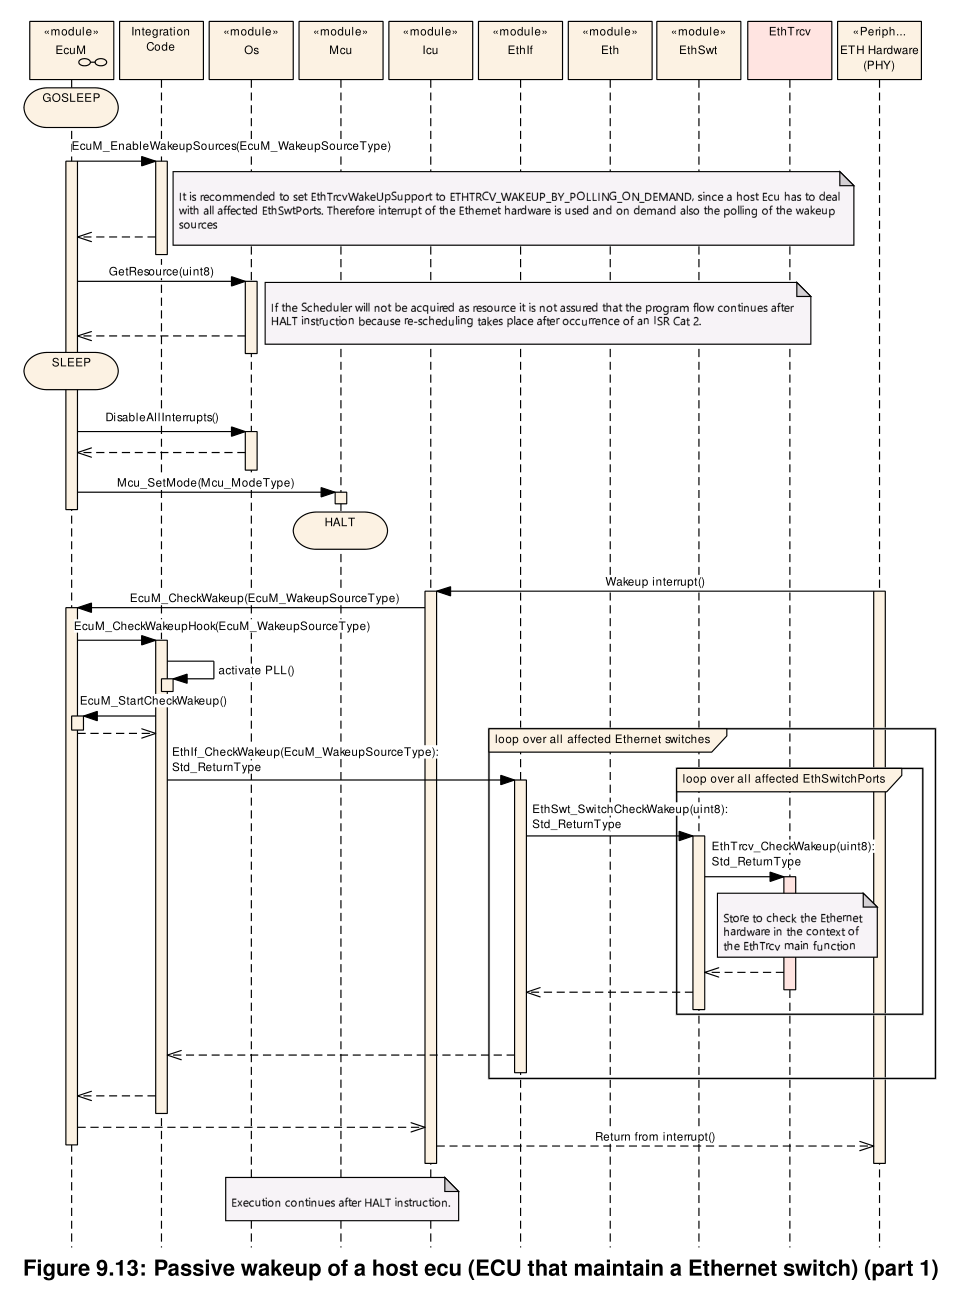 «module»
EcuM
Integration
Code
«module»
Os
«module»
Mcu
«module»
Icu
«module»
EthIf
«module»
Eth
«module»
EthSwt
EthTrcv
«Periph...
ETH Hardware
(PHY)
GOSLEEP
EcuM_EnableWakeupSources(EcuM_WakeupSourceType)
It is recommended to set EthTrcvWakeUpSupport to ETHTRCV_WAKEUP_BY_POLLING_ON_DEMAND, since a host Ecu has to deal
with all affected EthSwtPorts. Therefore interrupt of the Ethernet hardware is used and on demand also the polling of the wakeup
sources
GetResource(uint8)
If the Scheduler will not be acquired as resource it is not assured that the program flow continues after
HALT instruction because re-scheduling takes place after occurrence of an ISR Cat 2.
SLEEP
DisableAllInterrupts()
Mcu_SetMode(Mcu_ModeType)
HALT
Wakeup interrupt()
EcuM_CheckWakeup(EcuM_WakeupSourceType)
EcuM_CheckWakeupHook(EcuM_WakeupSourceType)
activate PLL()
EcuM_StartCheckWakeup()
loop over all affected Ethernet switches
EthIf_CheckWakeup(EcuM_WakeupSourceType):
Std_ReturnType
loop over all affected EthSwitchPorts
EthSwt_SwitchCheckWakeup(uint8):
Std_ReturnType
EthTrcv_CheckWakeup(uint8):
Std_ReturnType
Store to check the Ethernet
hardware in the context of
the EthTrcv main function
Return from interrupt()
Execution continues after HALT instruction.
Figure 9.13: Passive wakeup of a host ecu (ECU that maintain a Ethernet switch) (part 1)